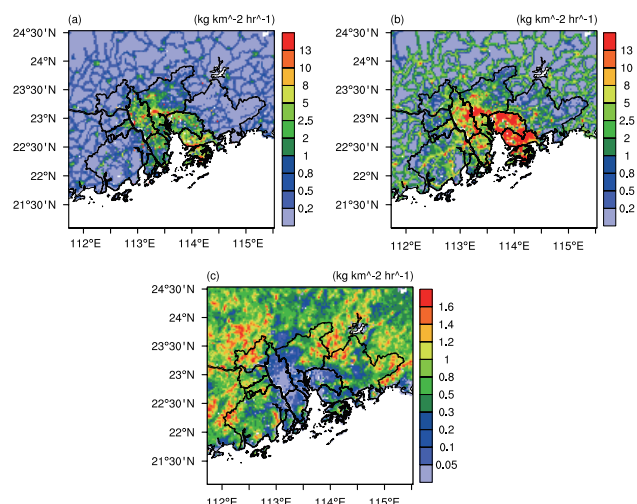 (a) (kg km^-2 hr^-1)
24°30'N
24°N
23°30'N
23°N
22°30'N
22°N
21°30'N
112°E 113°E 114°E 115°E
13
10
8
5
2.5
2
1
0.8
0.5
0.2
(b) (kg km^-2 hr^-1)
24°30'N
24°N
23°30'N
23°N
22°30'N
22°N
21°30'N
112°E 113°E 114°E 115°E
13
10
8
5
2.5
2
1
0.8
0.5
0.2
(c) (kg km^-2 hr^-1)
24°30'N
24°N
23°30'N
23°N
22°30'N
22°N
21°30'N
112°E 113°E 114°E 115°E
1.6
1.4
1.2
1
0.8
0.5
0.3
0.2
0.1
0.05